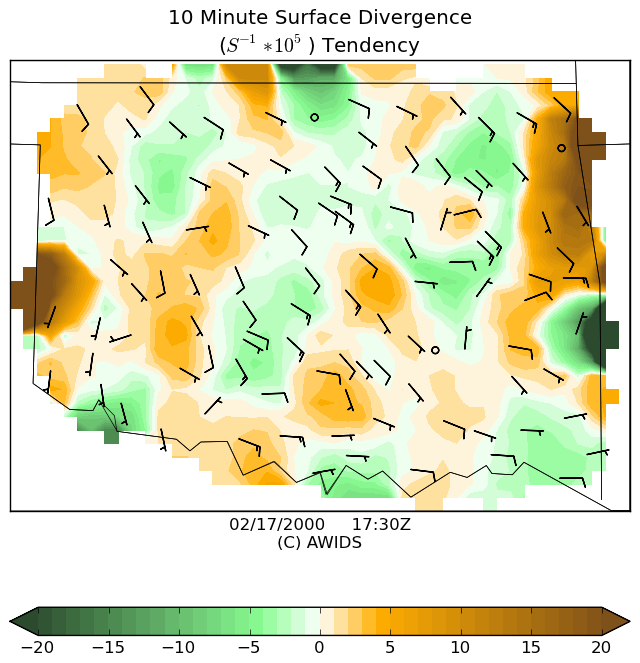 10 Minute Surface Divergence
(S⁻¹ * 10⁵ ) Tendency
02/17/2000 17:30Z
(C) AWIDS
−20 −15 −10 −5 0 5 10 15 20